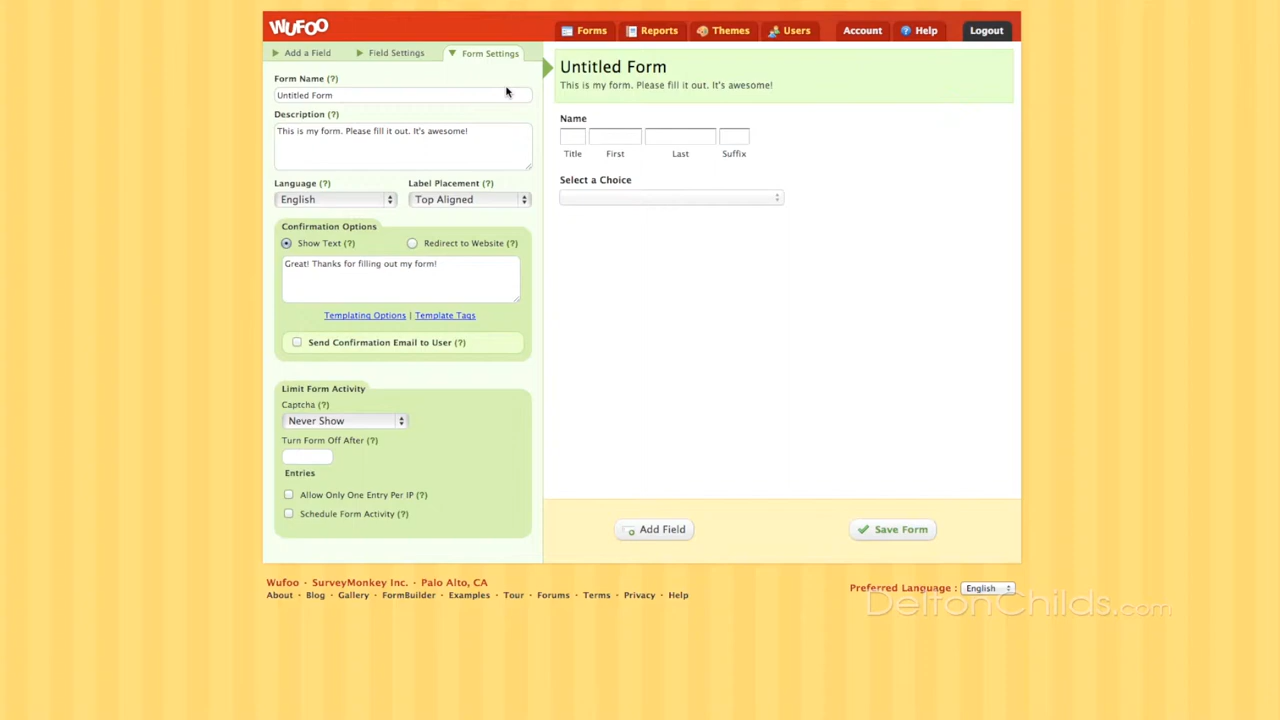 WUFOO
Forms Reports Themes Users Account Help Logout
Add a Field Field Settings Form Settings
Form Name (?)
Untitled Form
Description (?)
This is my form. Please fill it out. It's awesome!
Language (?) Label Placement (?)
English Top Aligned
Confirmation Options
Show Text (?) Redirect to Website (?)
Great! Thanks for filling out my form!
Templating Options | Template Tags
Send Confirmation Email to User (?)
Limit Form Activity
Captcha (?)
Never Show
Turn Form Off After (?)
Entries
Allow Only One Entry Per IP (?)
Schedule Form Activity (?)
Untitled Form
This is my form. Please fill it out. It's awesome!
Name
Title First Last Suffix
Select a Choice
Add Field Save Form
Wufoo · SurveyMonkey Inc. · Palo Alto, CA
About · Blog · Gallery · FormBuilder · Examples · Tour · Forums · Terms · Privacy · Help
Preferred Language : English
DeltonChilds.com